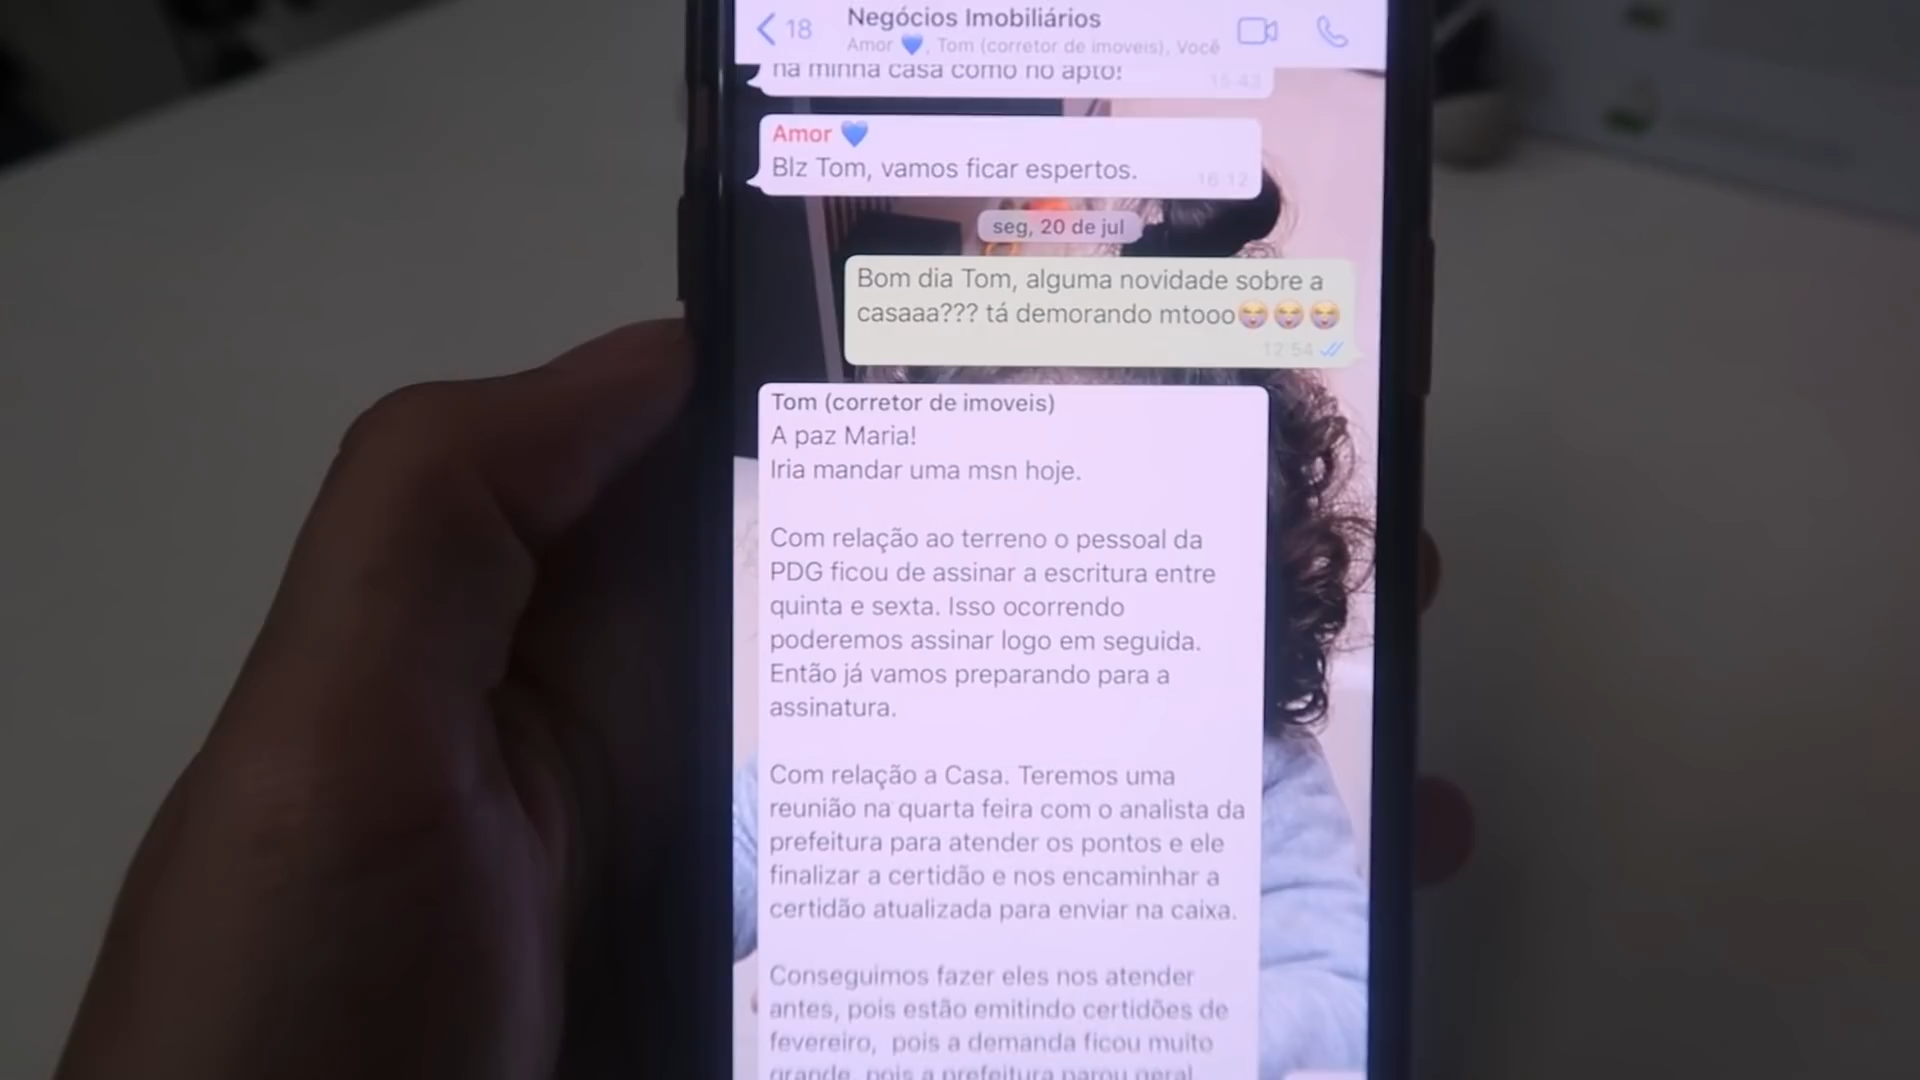 18
Negócios Imobiliários
Amor 💙, Tom (corretor de imoveis), Você
na minha casa como no apto!
15:43
Amor 💙
Blz Tom, vamos ficar espertos.
16:12
seg, 20 de jul
Bom dia Tom, alguma novidade sobre a
casaaa??? tá demorando mtooo😭😭😭
12:54
Tom (corretor de imoveis)
A paz Maria!
Iria mandar uma msn hoje.
Com relação ao terreno o pessoal da
PDG ficou de assinar a escritura entre
quinta e sexta. Isso ocorrendo
poderemos assinar logo em seguida.
Então já vamos preparando para a
assinatura.
Com relação a Casa. Teremos uma
reunião na quarta feira com o analista da
prefeitura para atender os pontos e ele
finalizar a certidão e nos encaminhar a
certidão atualizada para enviar na caixa.
Conseguimos fazer eles nos atender
antes, pois estão emitindo certidões de
fevereiro, pois a demanda ficou muito
grande, pois a prefeitura parou geral